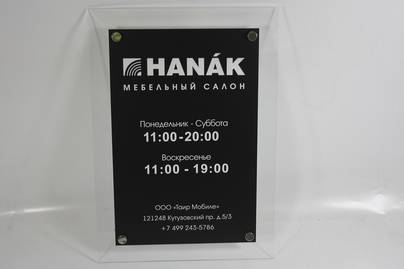 HANÁK
МЕБЕЛЬНЫЙ САЛОН
Понедельник - Суббота
11:00-20:00
Воскресенье
11:00 - 19:00
ООО «Таир Мобиле»
121248 Кутузовский пр. д.5/3
+7 499 243-5786